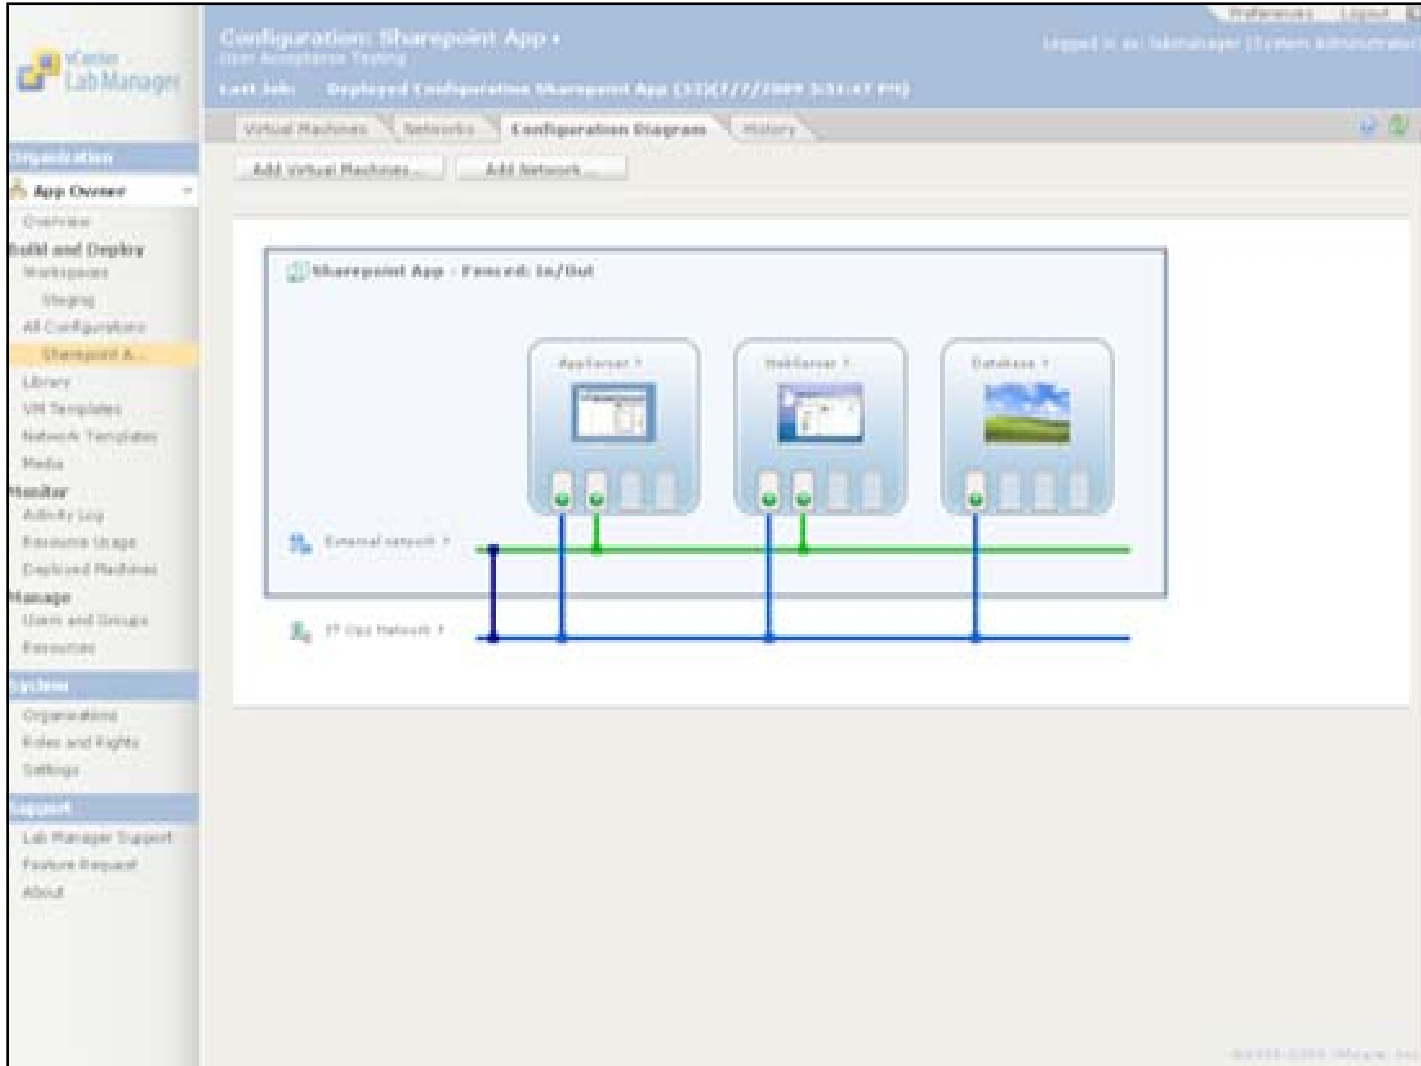 Preferences Logout
vCenter
Lab Manager
Configuration: Sharepoint App
User Acceptance Testing
Logged in as: labmanager (System Administrator)
Last Job: Deployed Configuration Sharepoint App
Virtual Machines Networks Configuration Diagram History
Add Virtual Machines... Add Network...
Organization
App Owner
Overview
Build and Deploy
Workspaces
Staging
All Configurations
Sharepoint A...
Library
VM Templates
Network Templates
Media
Monitor
Activity Log
Resource Usage
Deployed Machines
Manage
Users and Groups
Resources
System
Organizations
Roles and Rights
Settings
Support
Lab Manager Support
Feature Request
About
Sharepoint App - Fenced: In/Out
AppServer
WebServer
Database
External network
IT Ops Network